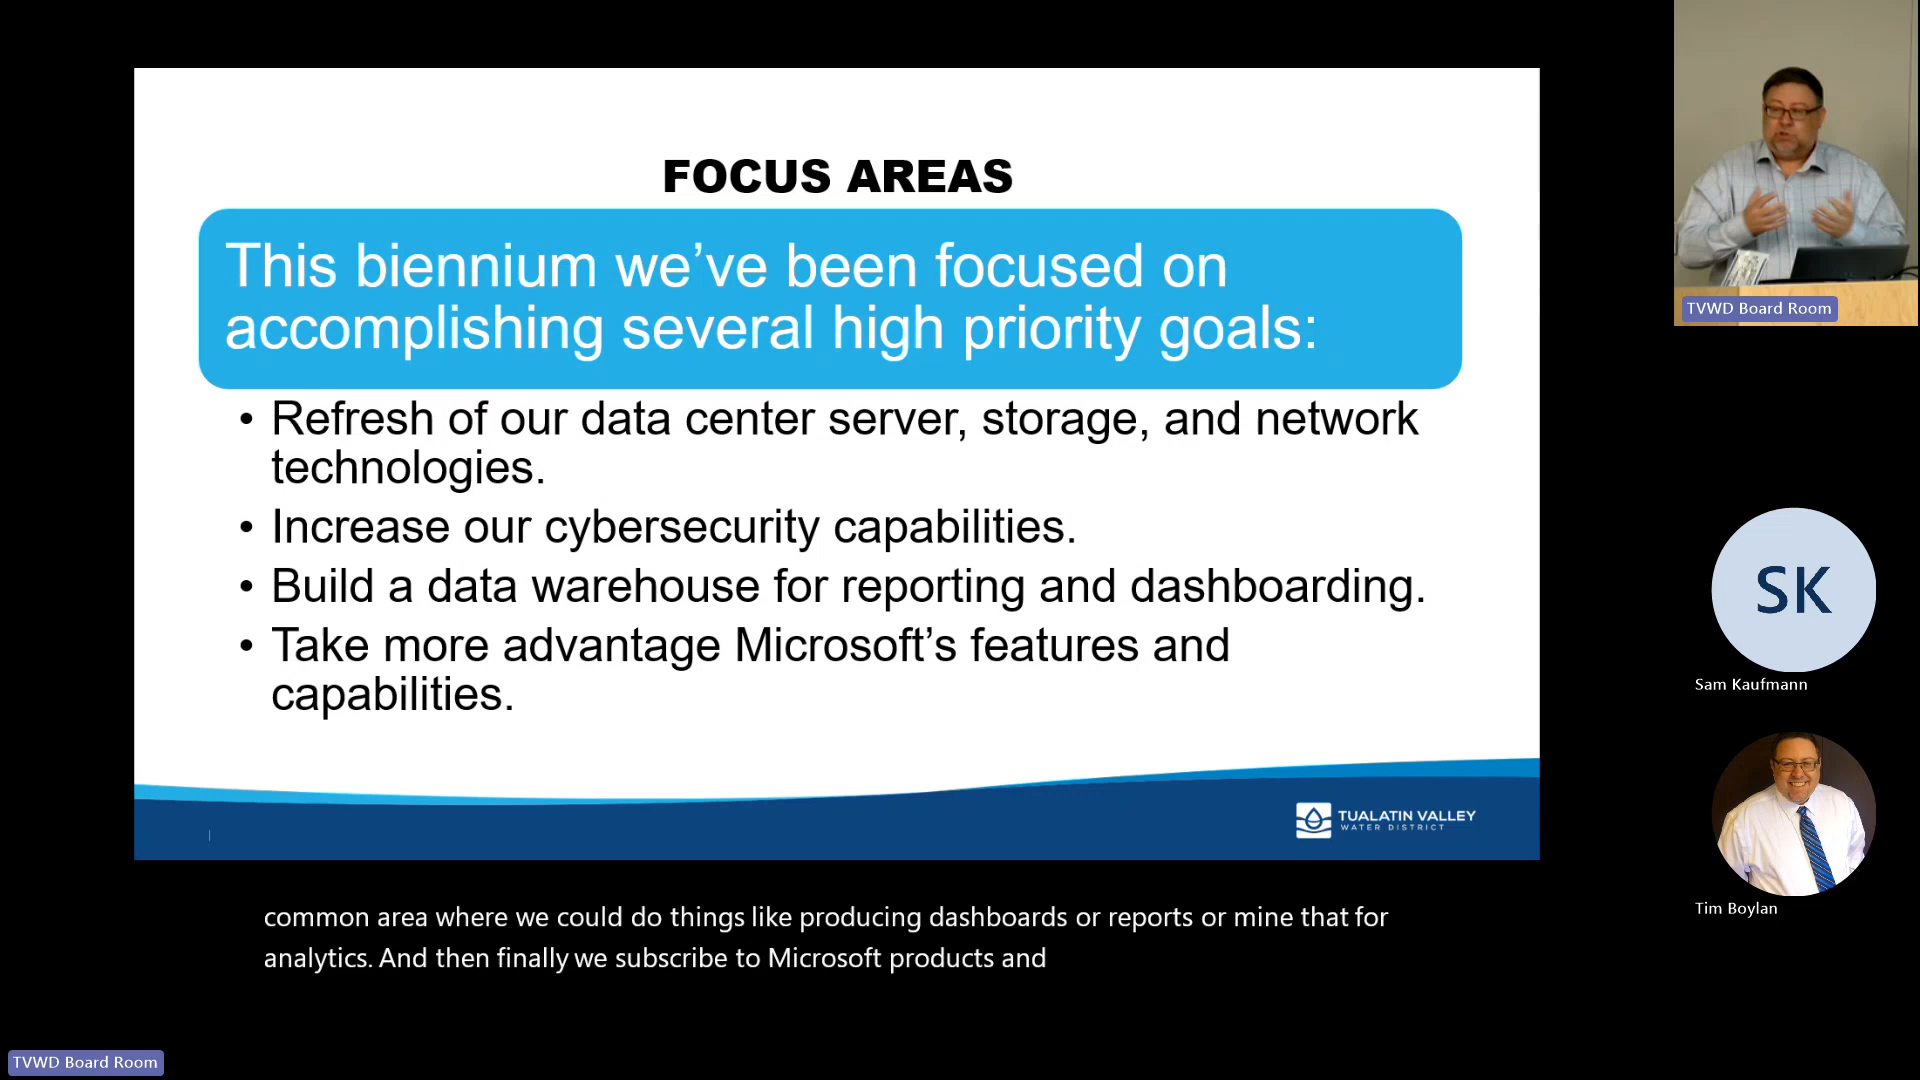 FOCUS AREAS
This biennium we’ve been focused on
accomplishing several high priority goals:
• Refresh of our data center server, storage, and network
technologies.
• Increase our cybersecurity capabilities.
• Build a data warehouse for reporting and dashboarding.
• Take more advantage Microsoft’s features and
capabilities.
TUALATIN VALLEY
WATER DISTRICT
common area where we could do things like producing dashboards or reports or mine that for
analytics. And then finally we subscribe to Microsoft products and
TVWD Board Room
TVWD Board Room
SK
Sam Kaufmann
Tim Boylan